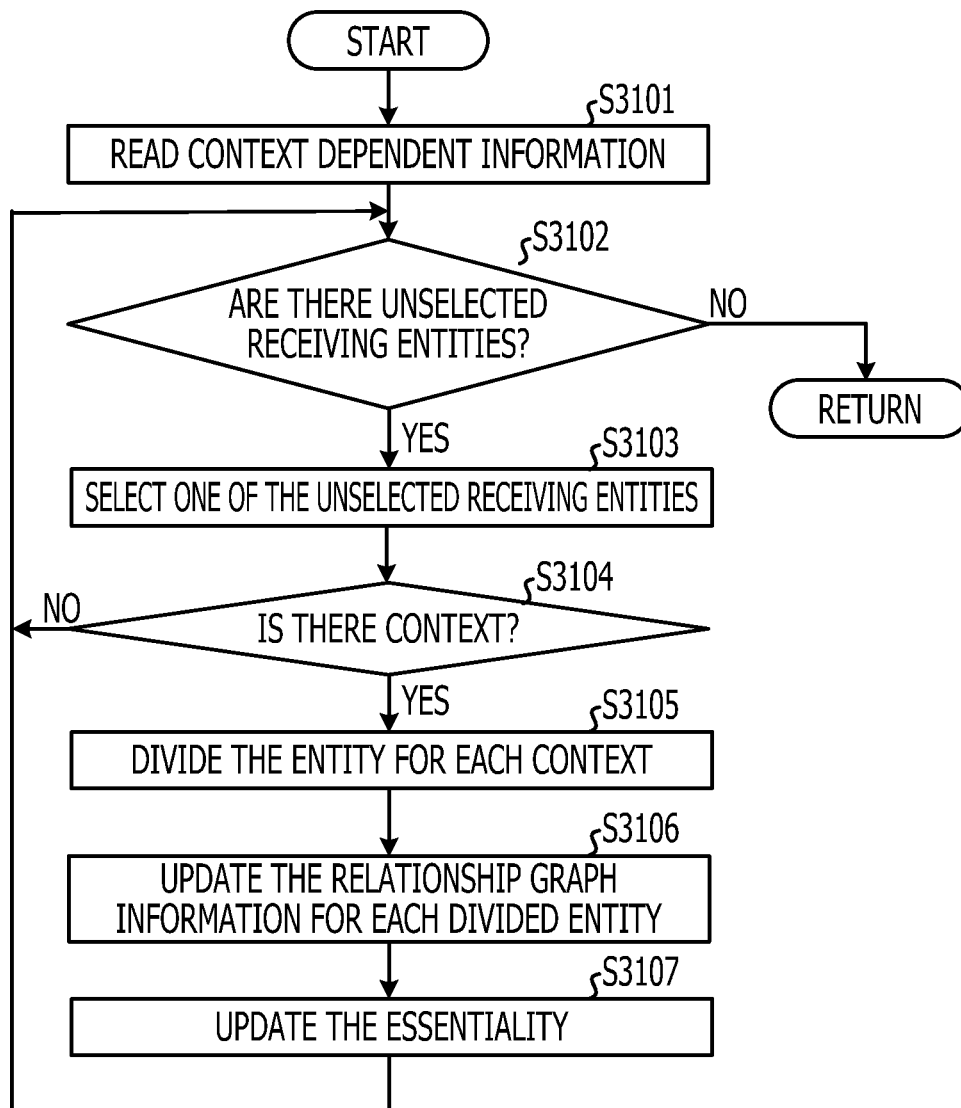 START
S3101
READ CONTEXT DEPENDENT INFORMATION
S3102
ARE THERE UNSELECTED
RECEIVING ENTITIES?
NO
RETURN
YES
S3103
SELECT ONE OF THE UNSELECTED RECEIVING ENTITIES
S3104
NO
IS THERE CONTEXT?
YES
S3105
DIVIDE THE ENTITY FOR EACH CONTEXT
S3106
UPDATE THE RELATIONSHIP GRAPH
INFORMATION FOR EACH DIVIDED ENTITY
S3107
UPDATE THE ESSENTIALITY